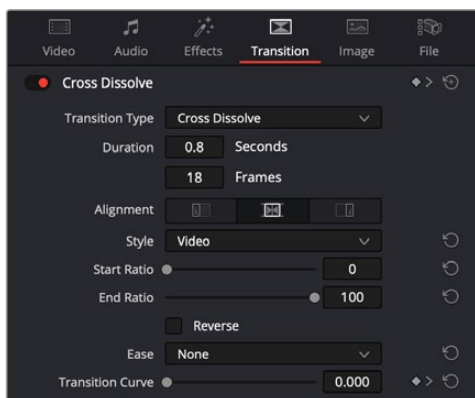 Video Audio Effects Transition Image File
Cross Dissolve
Transition Type Cross Dissolve
Duration 0.8 Seconds
18 Frames
Alignment
Style Video
Start Ratio 0
End Ratio 100
Reverse
Ease None
Transition Curve 0.000